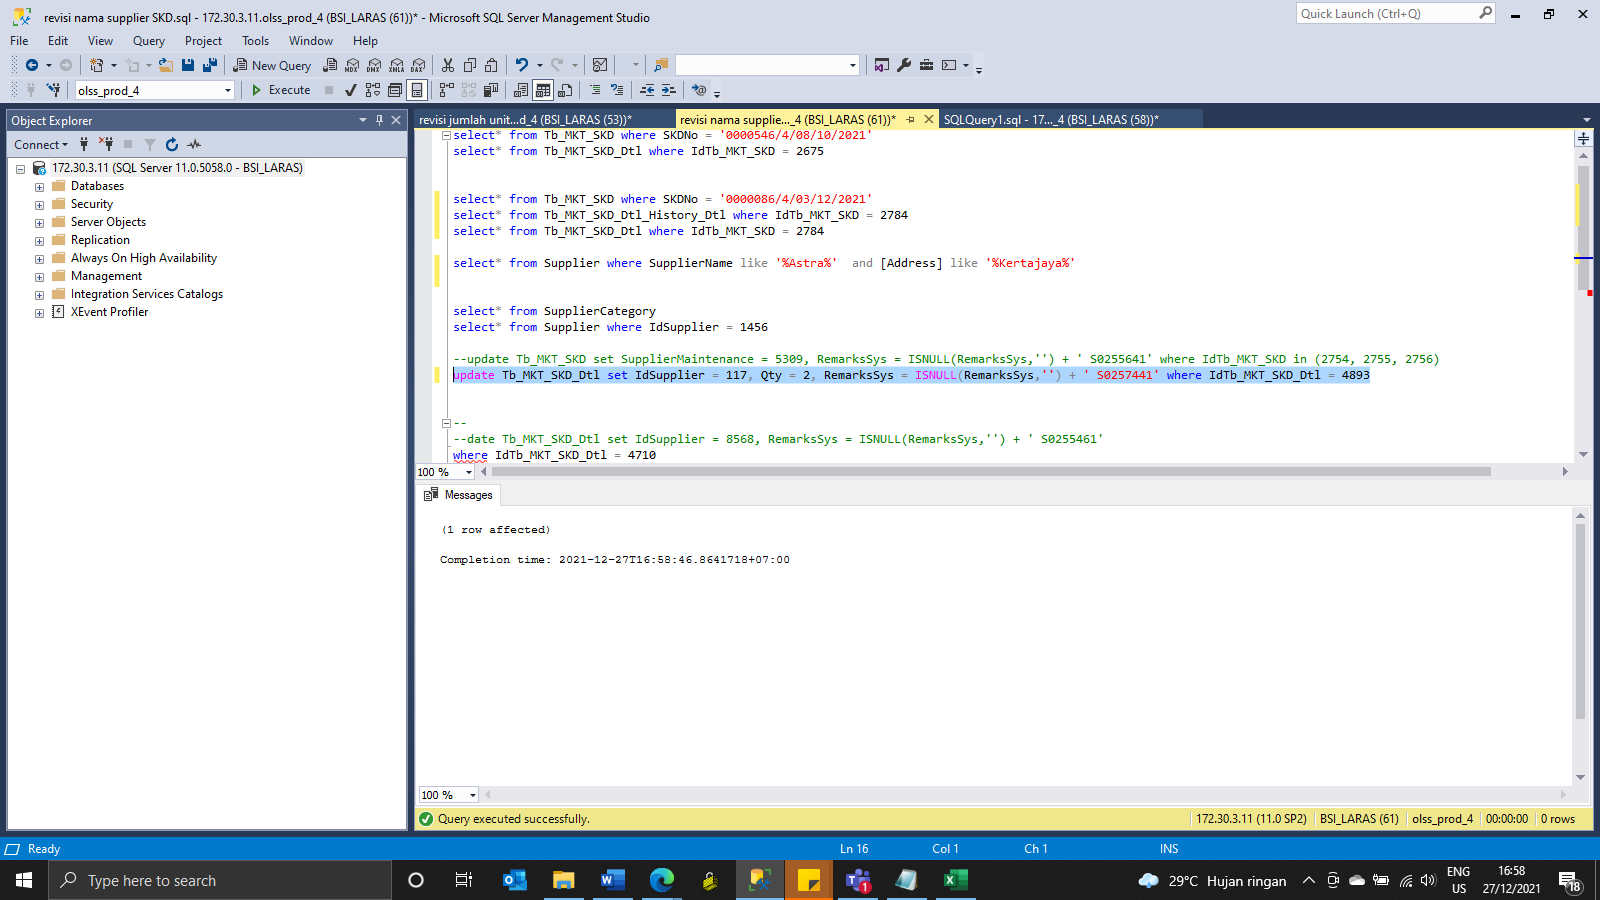 revisi nama supplier SKD.sql - 172.30.3.11.olss_prod_4 (BSI_LARAS (61))* - Microsoft SQL Server Management Studio
Quick Launch (Ctrl+Q)
File Edit View Query Project Tools Window Help
New Query
MDX DMX XMLA DAX
olss_prod_4
Execute
Object Explorer
Connect
172.30.3.11 (SQL Server 11.0.5058.0 - BSI_LARAS)
Databases
Security
Server Objects
Replication
Always On High Availability
Management
Integration Services Catalogs
XEvent Profiler
revisi jumlah unit...d_4 (BSI_LARAS (53))*
revisi nama supplie..._4 (BSI_LARAS (61))*
SQLQuery1.sql - 17..._4 (BSI_LARAS (58))*
select* from Tb_MKT_SKD where SKDNo = '0000546/4/08/10/2021'
select* from Tb_MKT_SKD_Dtl where IdTb_MKT_SKD = 2675
select* from Tb_MKT_SKD where SKDNo = '0000086/4/03/12/2021'
select* from Tb_MKT_SKD_Dtl_History_Dtl where IdTb_MKT_SKD = 2784
select* from Tb_MKT_SKD_Dtl where IdTb_MKT_SKD = 2784
select* from Supplier where SupplierName like '%Astra%'  and [Address] like '%Kertajaya%'
select* from SupplierCategory
select* from Supplier where IdSupplier = 1456
--update Tb_MKT_SKD set SupplierMaintenance = 5309, RemarksSys = ISNULL(RemarksSys,'') + ' S0255641' where IdTb_MKT_SKD in (2754, 2755, 2756)
update Tb_MKT_SKD_Dtl set IdSupplier = 117, Qty = 2, RemarksSys = ISNULL(RemarksSys,'') + ' S0257441' where IdTb_MKT_SKD_Dtl = 4893
--
--date Tb_MKT_SKD_Dtl set IdSupplier = 8568, RemarksSys = ISNULL(RemarksSys,'') + ' S0255461'
where IdTb_MKT_SKD_Dtl = 4710
100 %
Messages
(1 row affected)
Completion time: 2021-12-27T16:58:46.8641718+07:00
100 %
Query executed successfully.
172.30.3.11 (11.0 SP2) BSI_LARAS (61) olss_prod_4 00:00:00 0 rows
Ready
Ln 16 Col 1 Ch 1 INS
Type here to search
1
29°C Hujan ringan
ENG
US
16:58
27/12/2021
18